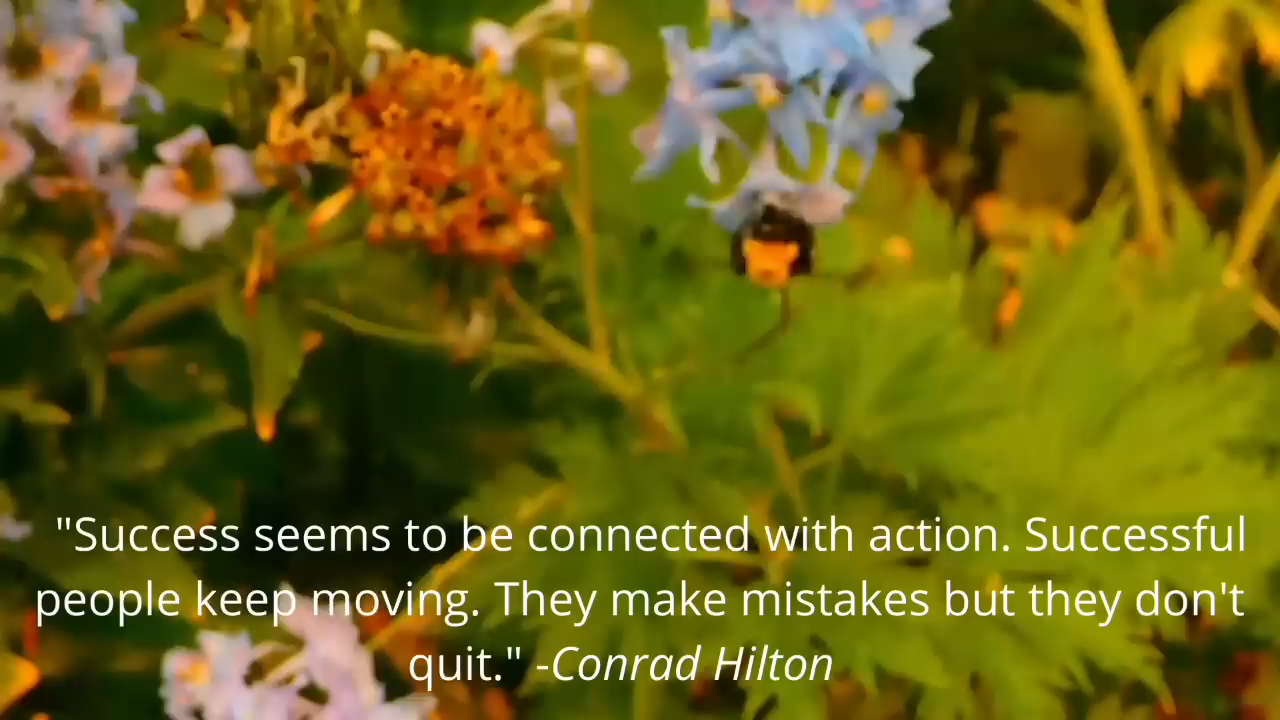 "Success seems to be connected with action. Successful
people keep moving. They make mistakes but they don't
quit." -Conrad Hilton